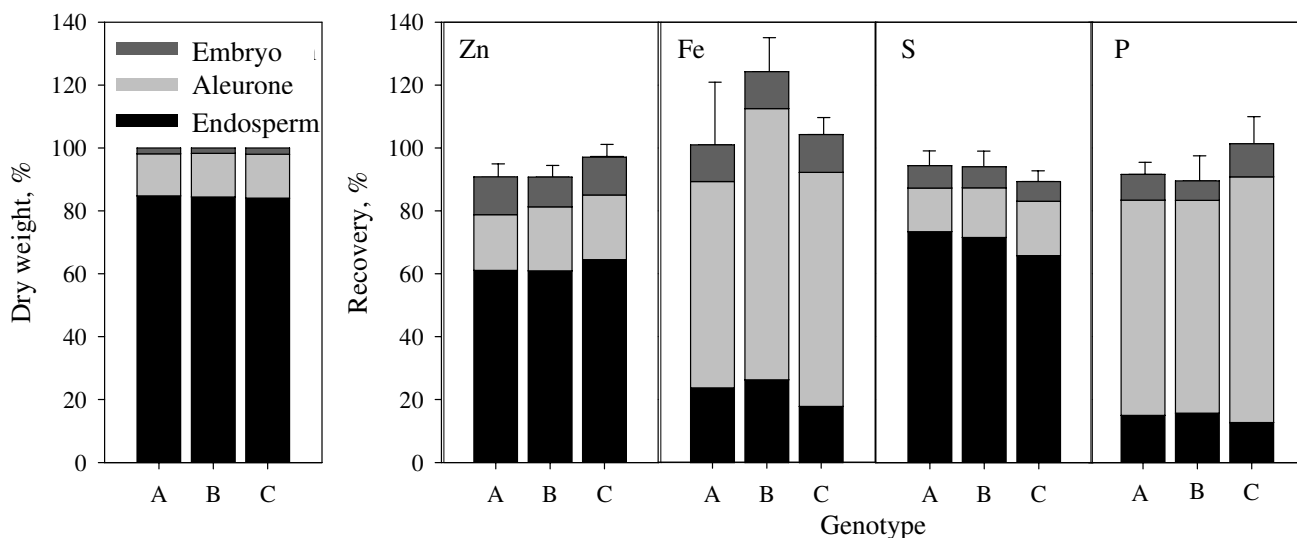 140
120
100
80
60
40
20
0
Dry weight, %
Embryo
Aleurone
Endosperm
A B C
140
120
100
80
60
40
20
0
Recovery, %
Zn Fe S P
A B C A B C A B C A B C
Genotype